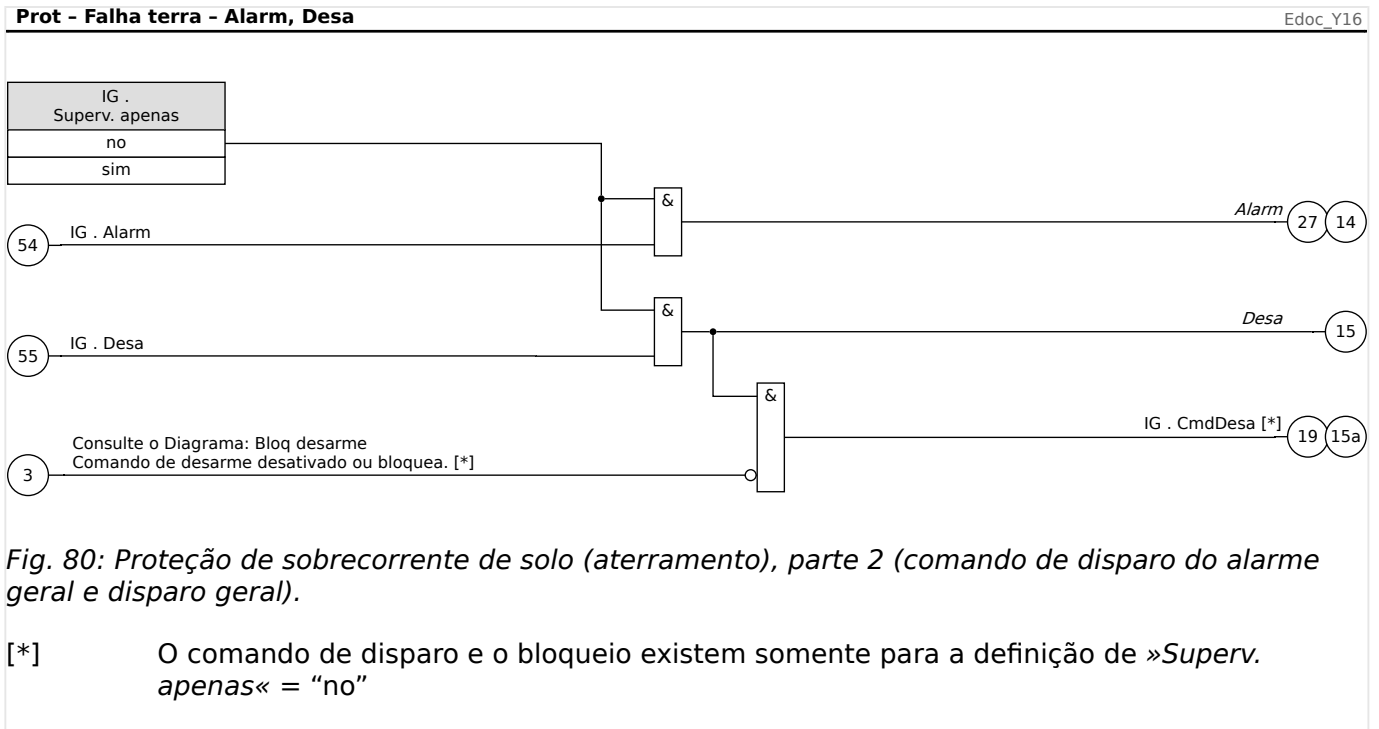 Prot – Falha terra – Alarm, Desa
Edoc_Y16
IG .
Superv. apenas
no
sim
&
Alarm
27
14
54
IG . Alarm
&
Desa
15
55
IG . Desa
&
IG . CmdDesa [*]
19
15a
Consulte o Diagrama: Bloq desarme
Comando de desarme desativado ou bloquea. [*]
3
Fig. 80: Proteção de sobrecorrente de solo (aterramento), parte 2 (comando de disparo do alarme
geral e disparo geral).
[*] O comando de disparo e o bloqueio existem somente para a definição de »Superv.
apenas« = “no”